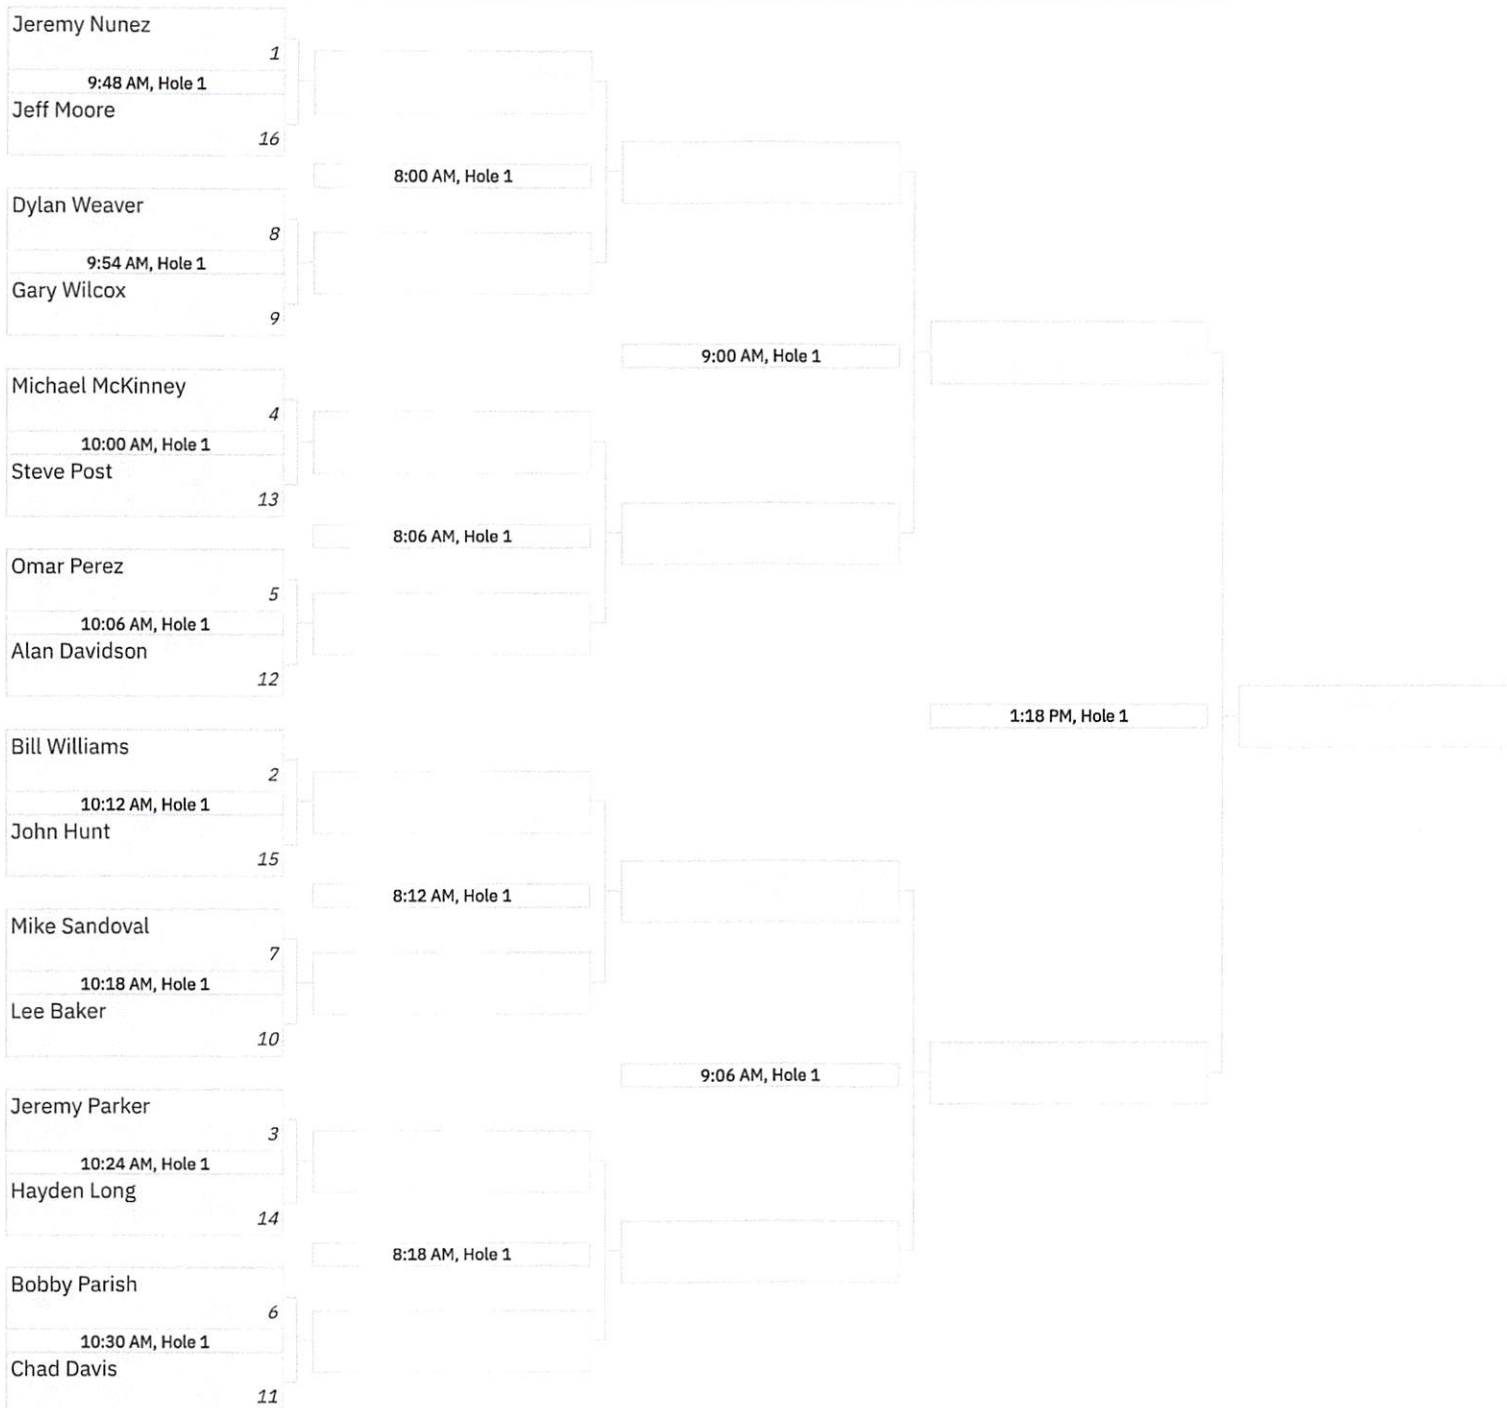 Jeremy Nunez
1
9:48 AM, Hole 1
Jeff Moore
16
8:00 AM, Hole 1
Dylan Weaver
8
9:54 AM, Hole 1
Gary Wilcox
9
9:00 AM, Hole 1
Michael McKinney
4
10:00 AM, Hole 1
Steve Post
13
8:06 AM, Hole 1
Omar Perez
5
10:06 AM, Hole 1
Alan Davidson
12
1:18 PM, Hole 1
Bill Williams
2
10:12 AM, Hole 1
John Hunt
15
8:12 AM, Hole 1
Mike Sandoval
7
10:18 AM, Hole 1
Lee Baker
10
9:06 AM, Hole 1
Jeremy Parker
3
10:24 AM, Hole 1
Hayden Long
14
8:18 AM, Hole 1
Bobby Parish
6
10:30 AM, Hole 1
Chad Davis
11